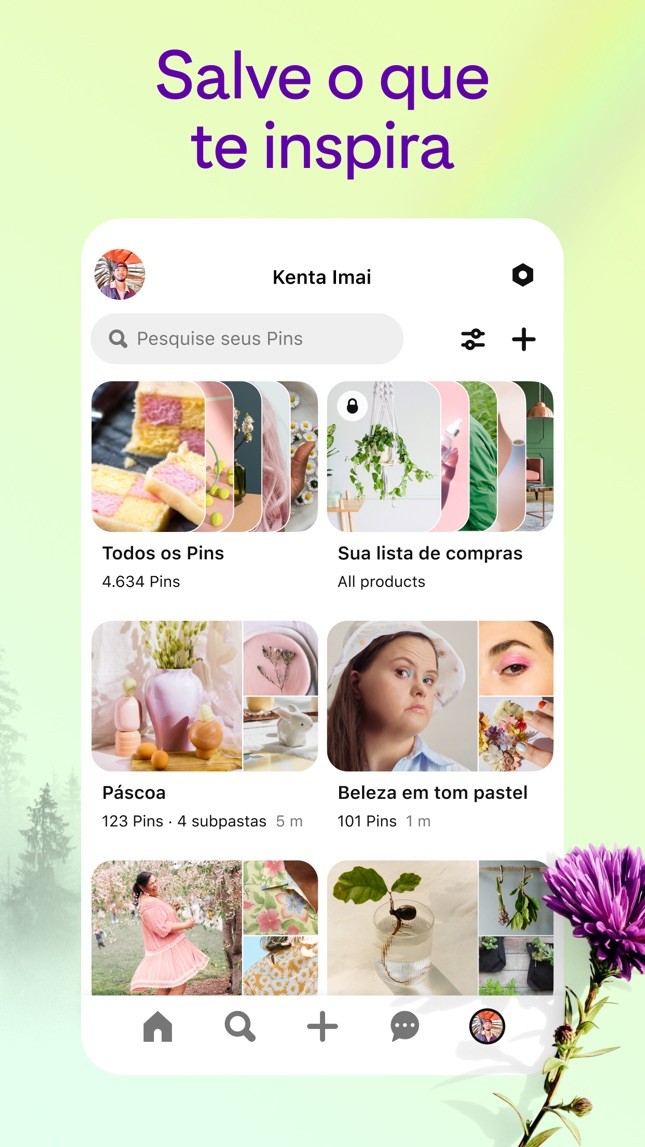 Salve o que
te inspira
Kenta Imai
Pesquise seus Pins
Todos os Pins
4.634 Pins
Sua lista de compras
All products
Páscoa
123 Pins · 4 subpastas 5 m
Beleza em tom pastel
101 Pins 1 m